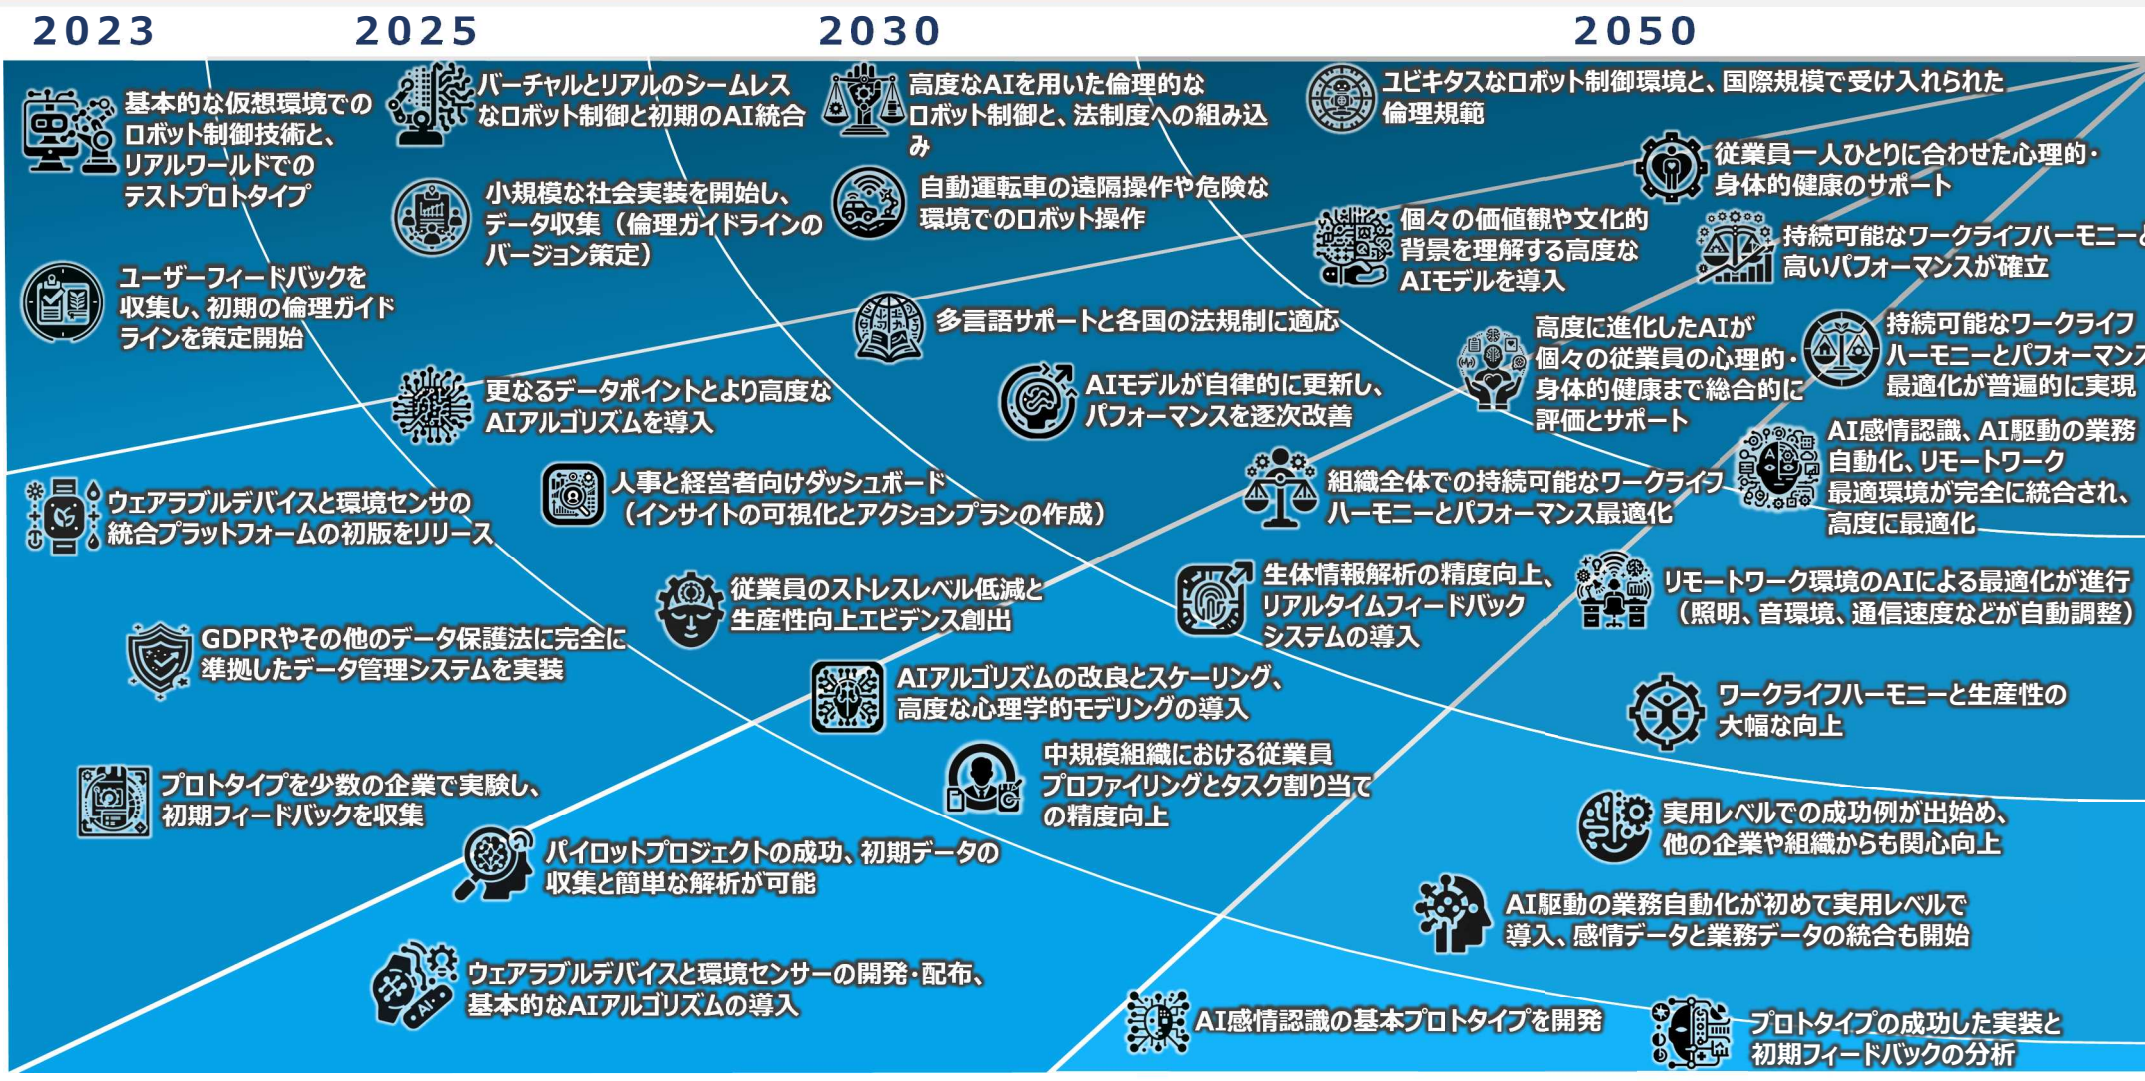 2023
2025
2030
2050
基本的な仮想環境での
ロボット制御技術と、
リアルワールドでの
テストプロトタイプ
バーチャルとリアルのシームレス
なロボット制御と初期のAI統合
高度なAIを用いた倫理的な
ロボット制御と、法制度への組み込
み
ユビキタスなロボット制御環境と、国際規模で受け入れられた
倫理規範
従業員一人ひとりに合わせた心理的・
身体的健康のサポート
小規模な社会実装を開始し、
データ収集（倫理ガイドラインの
バージョン策定）
自動運転車の遠隔操作や危険な
環境でのロボット操作
個々の価値観や文化的
背景を理解する高度な
AIモデルを導入
持続可能なワークライフハーモニーと
高いパフォーマンスが確立
ユーザーフィードバックを
収集し、初期の倫理ガイド
ラインを策定開始
多言語サポートと各国の法規制に適応
高度に進化したAIが
個々の従業員の心理的・
身体的健康まで総合的に
評価とサポート
持続可能なワークライフ
ハーモニーとパフォーマンス
最適化が普遍的に実現
更なるデータポイントとより高度な
AIアルゴリズムを導入
AIモデルが自律的に更新し、
パフォーマンスを逐次改善
AI感情認識、AI駆動の業務
自動化、リモートワーク
最適環境が完全に統合され、
高度に最適化
ウェアラブルデバイスと環境センサの
統合プラットフォームの初版をリリース
人事と経営者向けダッシュボード
（インサイトの可視化とアクションプランの作成）
組織全体での持続可能なワークライフ
ハーモニーとパフォーマンス最適化
従業員のストレスレベル低減と
生産性向上エビデンス創出
生体情報解析の精度向上、
リアルタイムフィードバック
システムの導入
リモートワーク環境のAIによる最適化が進行
（照明、音環境、通信速度などが自動調整）
GDPRやその他のデータ保護法に完全に
準拠したデータ管理システムを実装
AIアルゴリズムの改良とスケーリング、
高度な心理学的モデリングの導入
ワークライフハーモニーと生産性の
大幅な向上
プロトタイプを少数の企業で実験し、
初期フィードバックを収集
中規模組織における従業員
プロファイリングとタスク割り当て
の精度向上
実用レベルでの成功例が出始め、
他の企業や組織からも関心向上
パイロットプロジェクトの成功、初期データの
収集と簡単な解析が可能
AI駆動の業務自動化が初めて実用レベルで
導入、感情データと業務データの統合も開始
ウェアラブルデバイスと環境センサーの開発・配布、
基本的なAIアルゴリズムの導入
AI
AI感情認識の基本プロトタイプを開発
プロトタイプの成功した実装と
初期フィードバックの分析